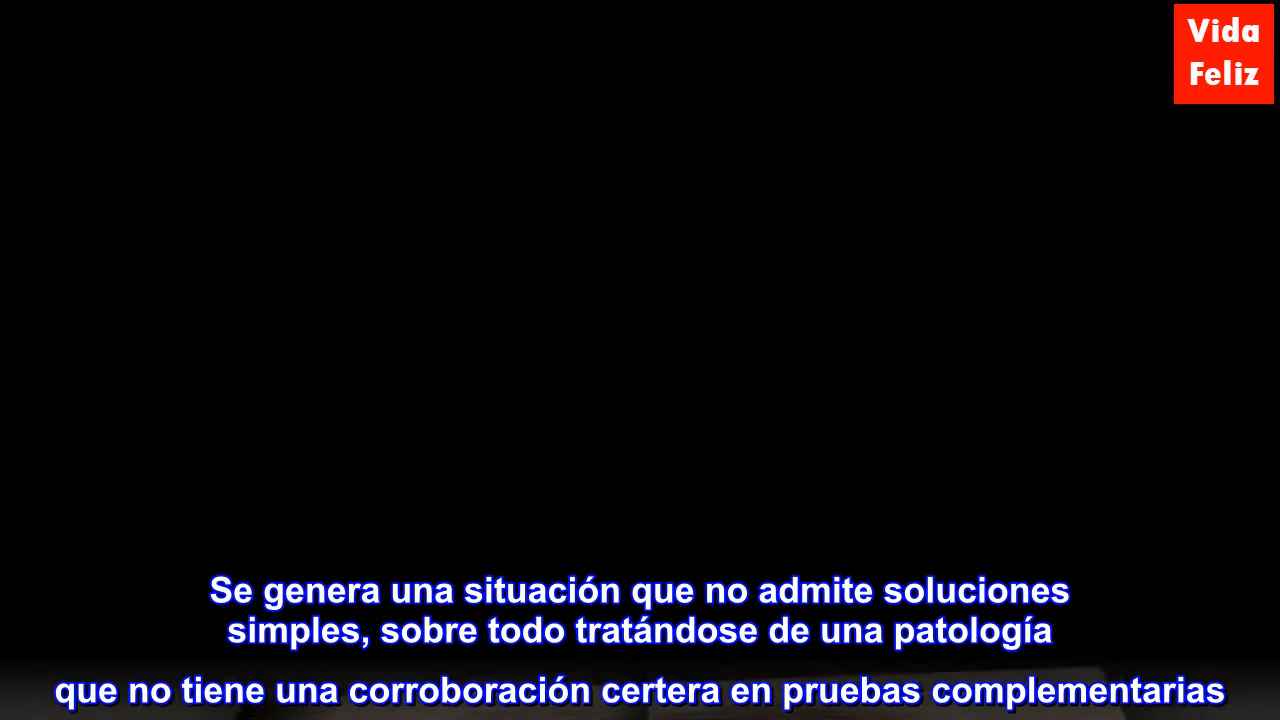 Vida
Feliz
Se genera una situación que no admite soluciones
simples, sobre todo tratándose de una patología
que no tiene una corroboración certera en pruebas complementarias